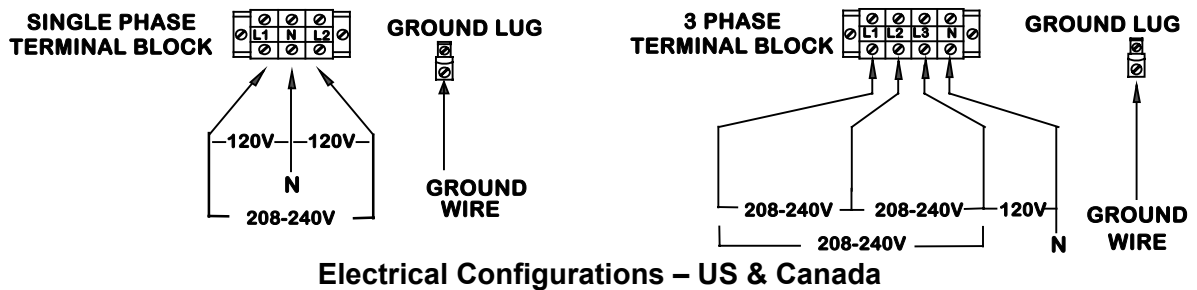 SINGLE PHASE
TERMINAL BLOCK
L1 N L2
GROUND LUG
120V 120V
N
208-240V
GROUND
WIRE
3 PHASE
TERMINAL BLOCK
L1 L2 L3 N
GROUND LUG
208-240V 208-240V 120V
208-240V
N
GROUND
WIRE
Electrical Configurations – US & Canada